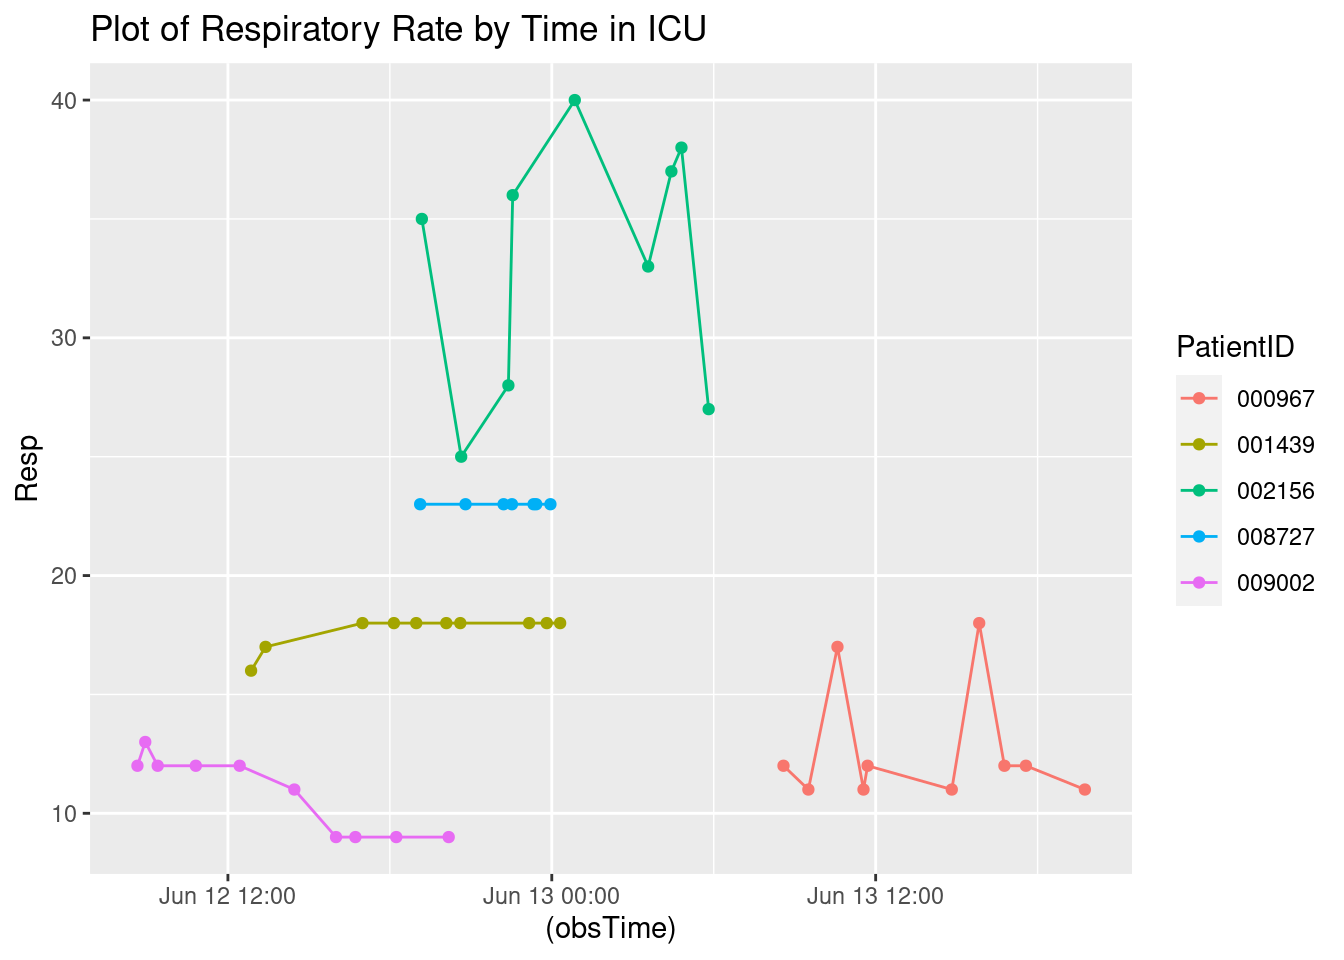 Plot of Respiratory Rate by Time in ICU
40
30
20
10
Resp
Jun 12 12:00
Jun 13 00:00
Jun 13 12:00
(obsTime)
PatientID
000967
001439
002156
008727
009002